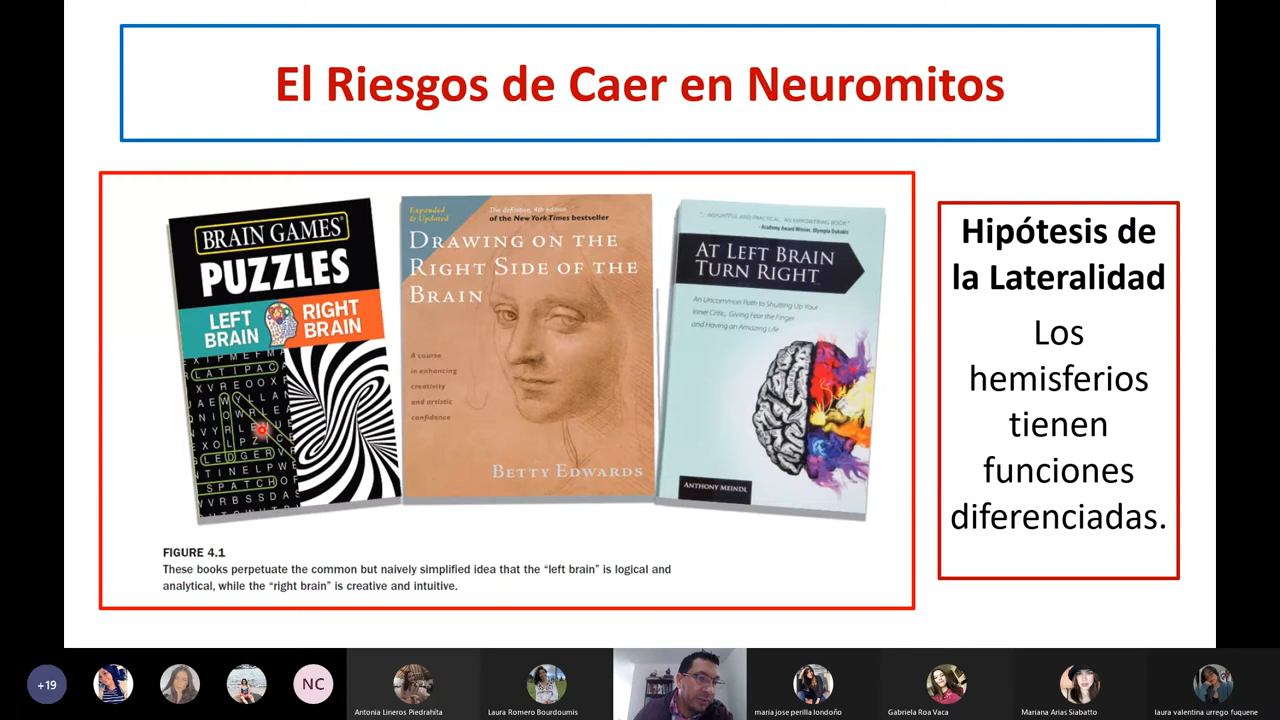 El Riesgos de Caer en Neuromitos
BRAIN GAMES
PUZZLES
LEFT
BRAIN
RIGHT
BRAIN
LATIPAC
LEDGER
SPATCH
Expanded
& Updated
The definitive, 4th edition
of the New York Times bestseller
DRAWING ON THE
RIGHT SIDE OF THE
BRAIN
A course
in enhancing
creativity
and artistic
confidence
BETTY EDWARDS
"...INSIGHTFUL AND PRACTICAL, AN EMPOWERING BOOK"
- Academy Award Winner, Olympia Dukakis
AT LEFT BRAIN
TURN RIGHT
An Uncommon Path to Shutting Up Your
Inner Critic, Giving Fear the Finger
and Having an Amazing Life
ANTHONY MEINDL
FIGURE 4.1
These books perpetuate the common but naively simplified idea that the “left brain” is logical and
analytical, while the “right brain” is creative and intuitive.
Hipótesis de
la Lateralidad
Los
hemisferios
tienen
funciones
diferenciadas.
+19
NC
Antonia Lineros Piedrahíta
Laura Romero Bourdoumis
maria jose perilla londoño
Gabriela Roa Vaca
Mariana Arias Siabatto
laura valentina urrego fuquene